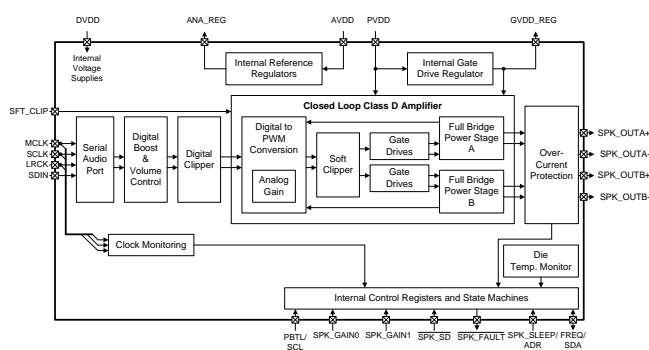 DVDD
ANA_REG
AVDD
PVDD
GVDD_REG
Internal
Voltage
Supplies
Internal Reference
Regulators
Internal Gate
Drive Regulator
SFT_CLIP
MCLK
SCLK
LRCK
SDIN
Serial
Audio
Port
Digital
Boost
&
Volume
Control
Digital
Clipper
Closed Loop Class D Amplifier
Digital to
PWM
Conversion
Analog
Gain
Soft
Clipper
Gate
Drives
Gate
Drives
Full Bridge
Power Stage
A
Full Bridge
Power Stage
B
Over-
Current
Protection
SPK_OUTA+
SPK_OUTA-
SPK_OUTB+
SPK_OUTB-
Clock Monitoring
Die
Temp. Monitor
Internal Control Registers and State Machines
PBTL/
SCL
SPK_GAIN0
SPK_GAIN1
SPK_SD
SPK_FAULT
SPK_SLEEP/
ADR
FREQ/
SDA